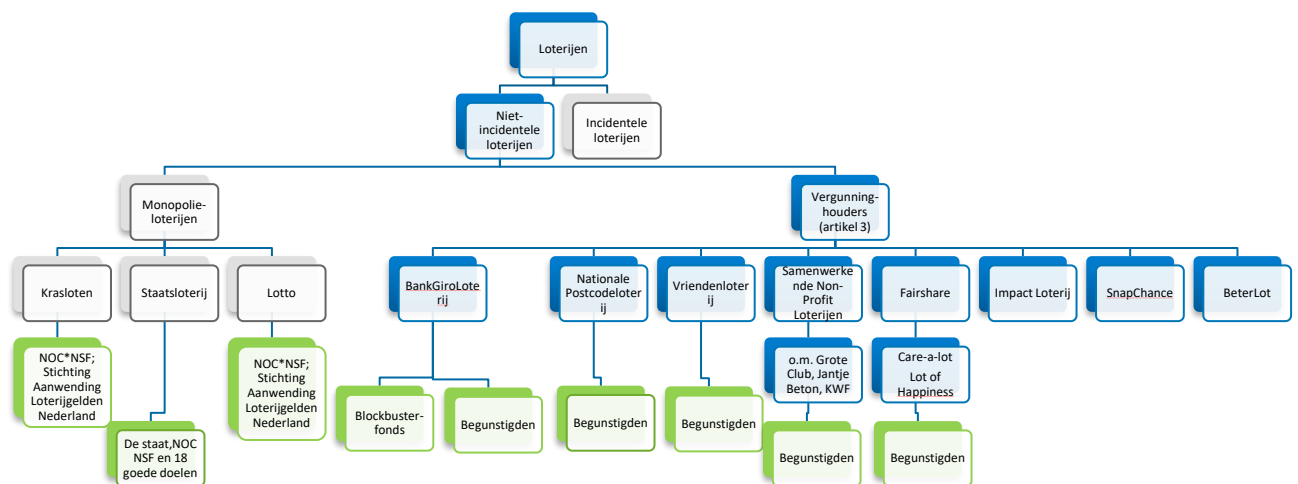 Loterijen
Niet-
incidentele
loterijen
Incidentele
loterijen
Monopolie-
loterijen
Vergunning-
houders
(artikel 3)
Krasloten
Staatsloterij
Lotto
BankGiroLote
rij
Nationale
Postcodeloter
ij
Vriendenloter
ij
Samenwerke
nde Non-
Profit
Loterijen
Fairshare
Impact Loterij
SnapChance
BeterLot
NOC*NSF;
Stichting
Aanwending
Loterijgelden
Nederland
De staat,NOC
NSF en 18
goede doelen
NOC*NSF;
Stichting
Aanwending
Loterijgelden
Nederland
Blockbuster-
fonds
Begunstigden
Begunstigden
Begunstigden
o.m. Grote
Club, Jantje
Beton, KWF
Begunstigden
Care-a-lot
Lot of
Happiness
Begunstigden